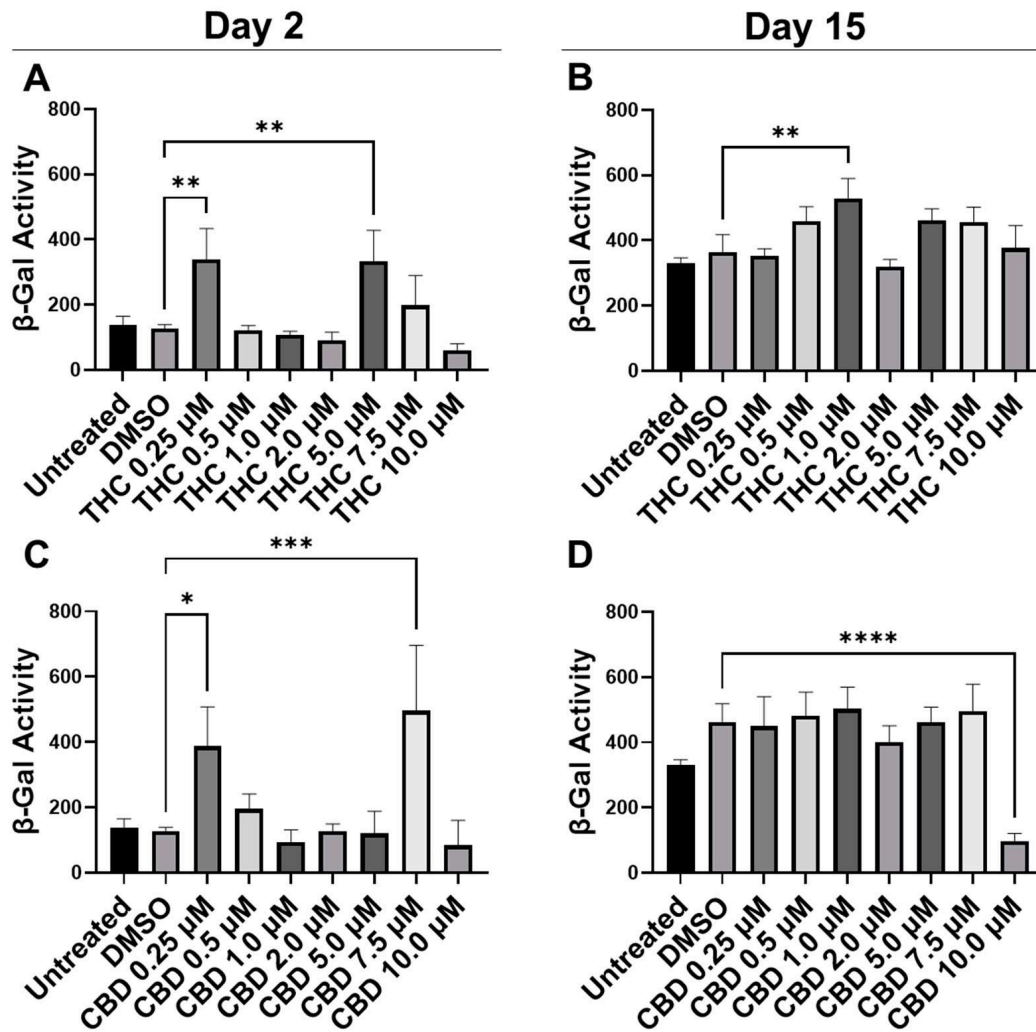 Day 2
Day 15
A
β-Gal Activity
800
600
400
200
0
**
**
Untreated
DMSO
THC 0.25 μM
THC 0.5 μM
THC 1.0 μM
THC 2.0 μM
THC 5.0 μM
THC 7.5 μM
THC 10.0 μM
B
β-Gal Activity
800
600
400
200
0
**
Untreated
DMSO
THC 0.25 μM
THC 0.5 μM
THC 1.0 μM
THC 2.0 μM
THC 5.0 μM
THC 7.5 μM
THC 10.0 μM
C
β-Gal Activity
800
600
400
200
0
***
*
Untreated
DMSO
CBD 0.25 μM
CBD 0.5 μM
CBD 1.0 μM
CBD 2.0 μM
CBD 5.0 μM
CBD 7.5 μM
CBD 10.0 μM
D
β-Gal Activity
800
600
400
200
0
****
Untreated
DMSO
CBD 0.25 μM
CBD 0.5 μM
CBD 1.0 μM
CBD 2.0 μM
CBD 5.0 μM
CBD 7.5 μM
CBD 10.0 μM